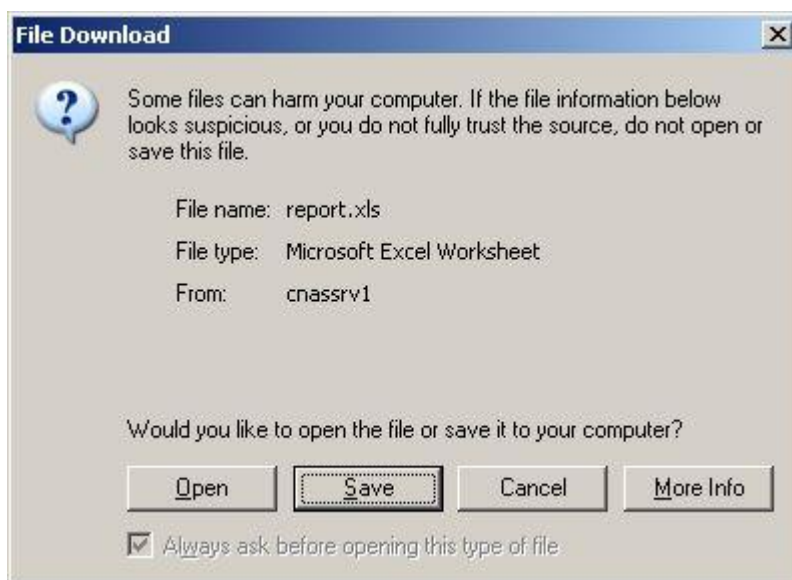 File Download
Some files can harm your computer. If the file information below
looks suspicious, or you do not fully trust the source, do not open or
save this file.
File name: report.xls
File type: Microsoft Excel Worksheet
From: cnassrv1
Would you like to open the file or save it to your computer?
Open Save Cancel More Info
Always ask before opening this type of file